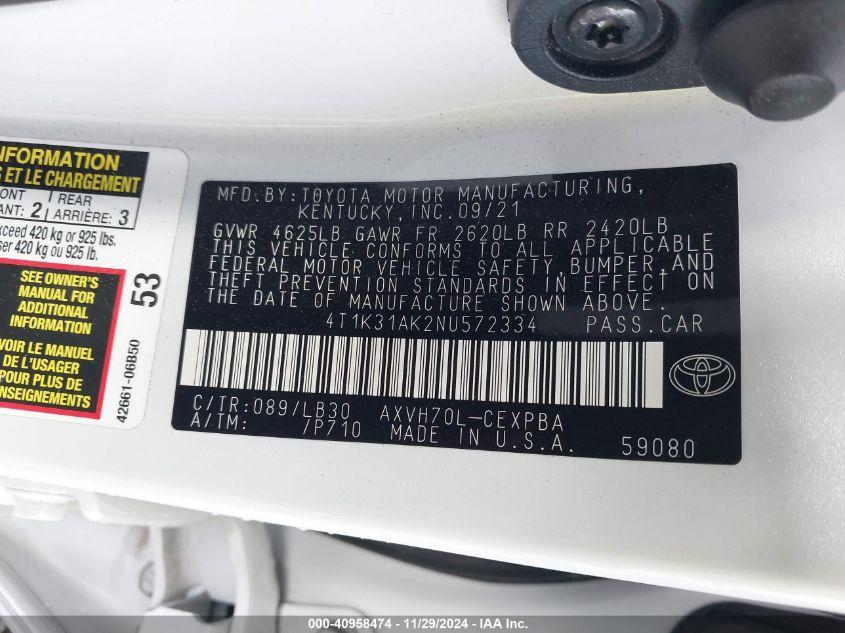 NFORMATION
S ET LE CHARGEMENT
ONT
ANT: 2
REAR
ARRIÈRE: 3
xceed 420 kg or 925 lbs.
ser 420 kg ou 925 lb.
SEE OWNER'S
MANUAL FOR
ADDITIONAL
INFORMATION
VOIR LE MANUEL
DE L'USAGER
POUR PLUS DE
ENSEIGNEMENTS
53
42661-06B50
MFD.BY:TOYOTA MOTOR MANUFACTURING,
KENTUCKY,INC.09/21
GVWR 4625LB GAWR FR 2620LB RR 2420LB
THIS VEHICLE CONFORMS TO ALL APPLICABLE
FEDERAL MOTOR VEHICLE SAFETY,BUMPER,AND
THEFT PREVENTION STANDARDS IN EFFECT ON
THE DATE OF MANUFACTURE SHOWN ABOVE.
4T1K31AK2NU572334 PASS.CAR
C/TR:089/LB30 AXVH70L-CEXPBA
A/TM: /P710 MADE IN U.S.A. 59080
TOYOTA
000-40958474 - 11/29/2024 - IAA Inc.